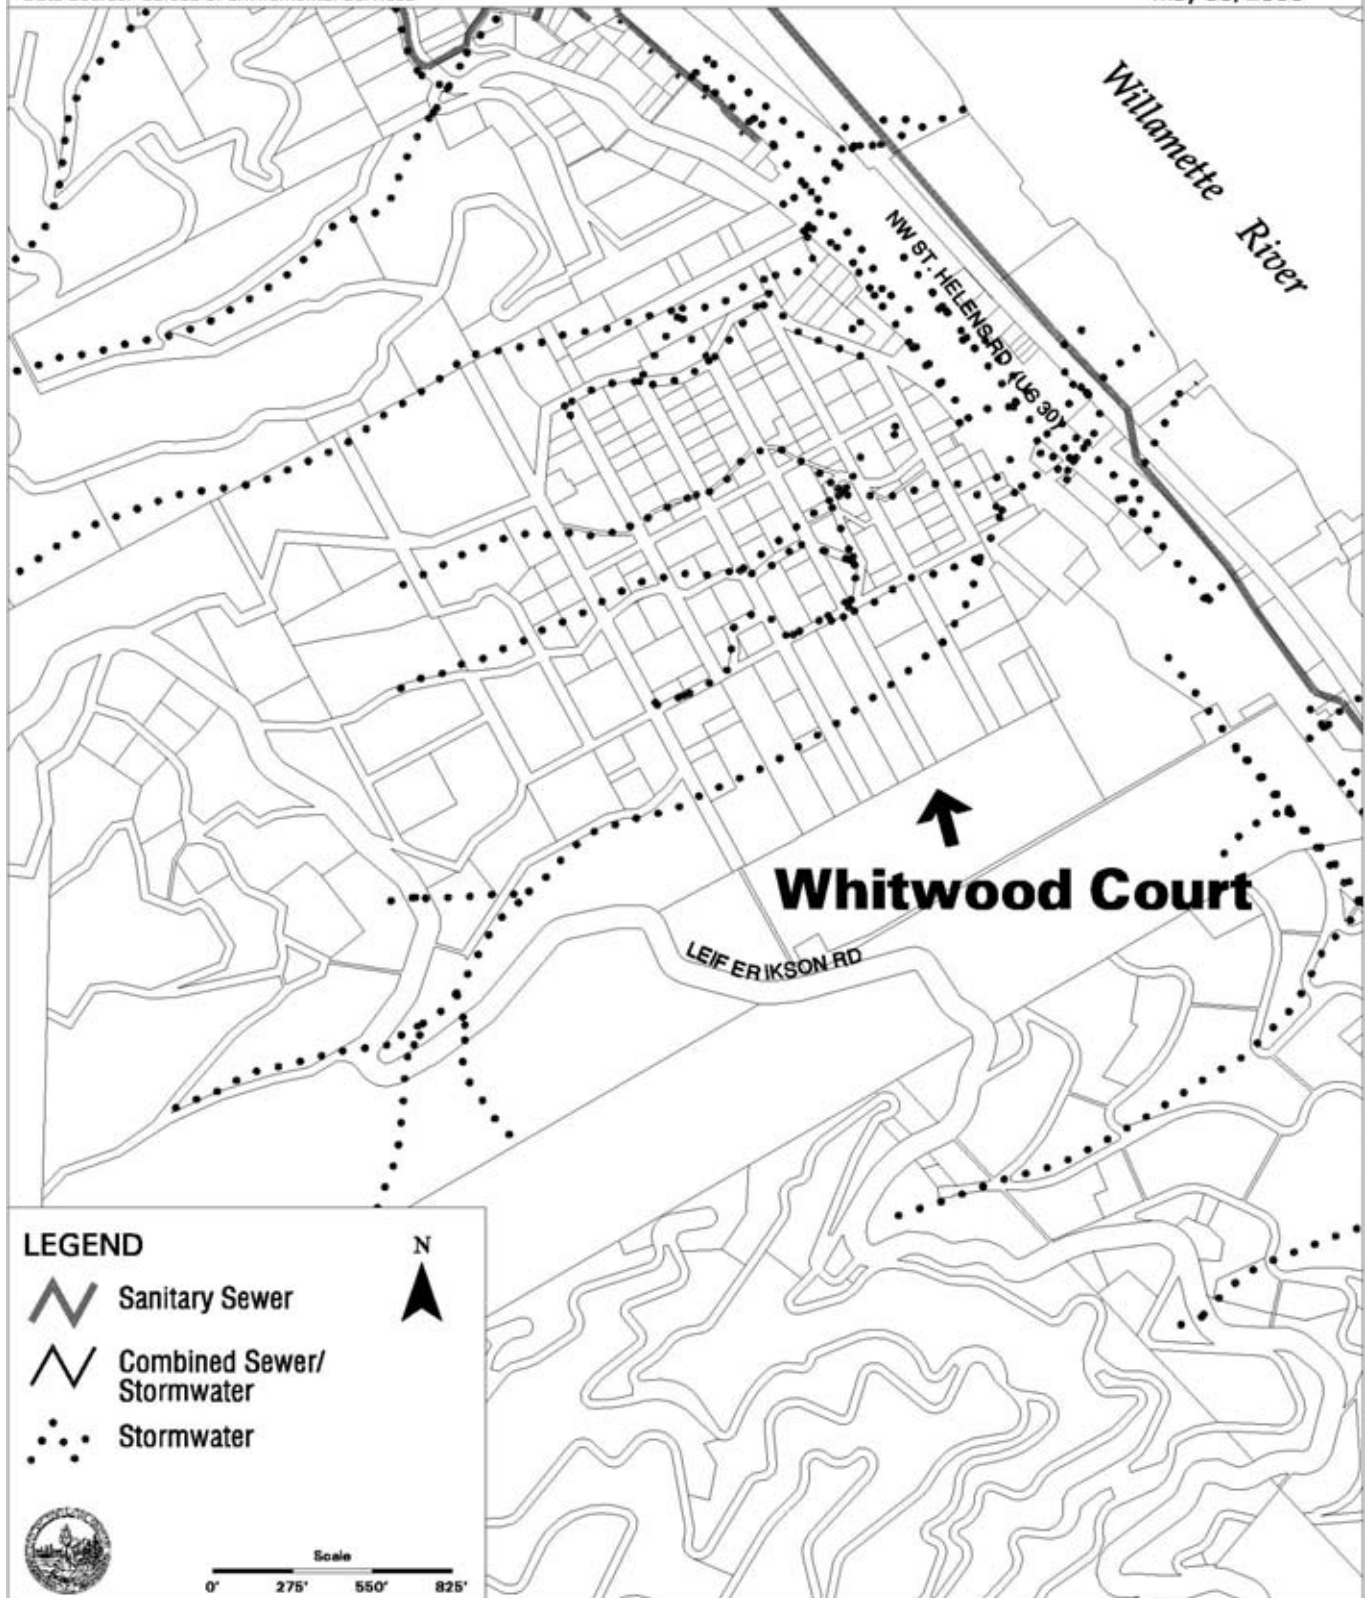 Willamette River
NW ST. HELENS RD (US 30)
Whitwood Court
LEIF ERIKSON RD
LEGEND
N
Sanitary Sewer
Combined Sewer/
Stormwater
Stormwater
Scale
0' 275' 550' 825'